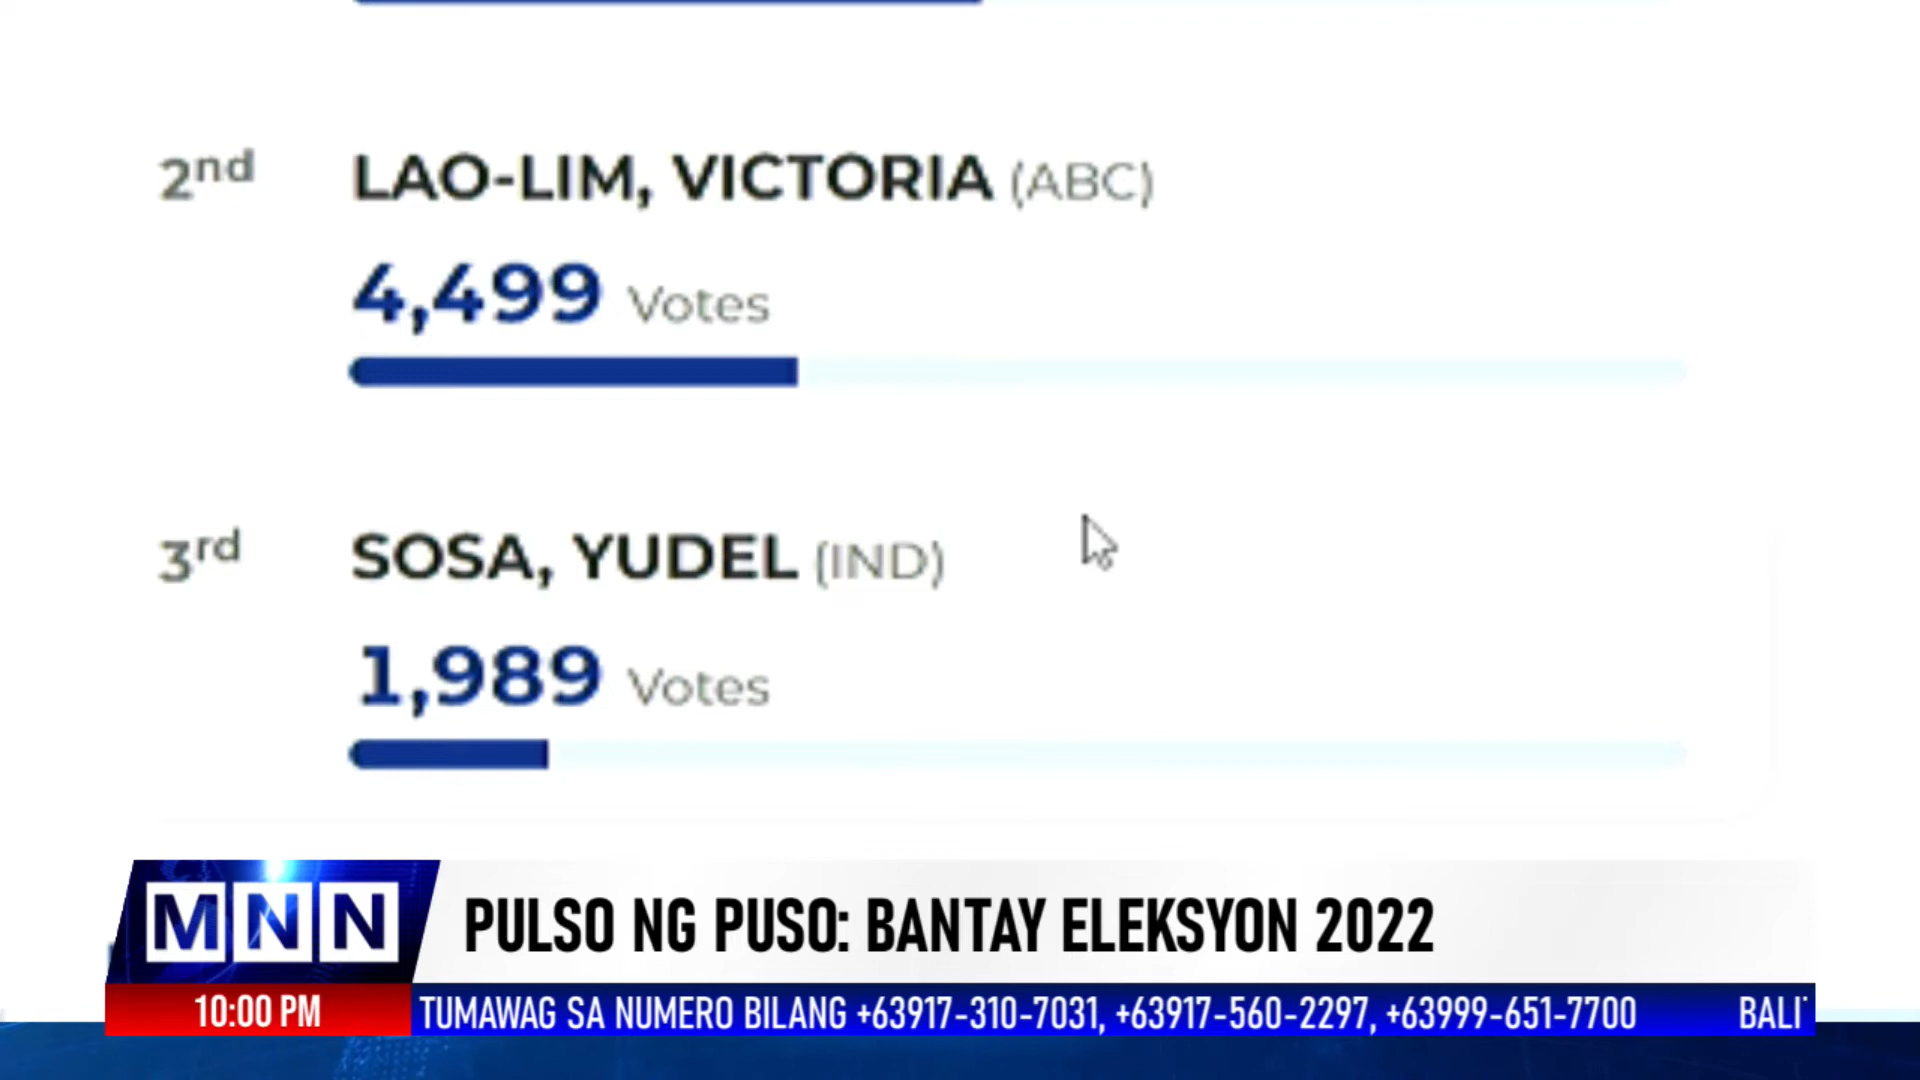 2nd LAO-LIM, VICTORIA (ABC)
4,499 Votes
3rd SOSA, YUDEL (IND)
1,989 Votes
MNN PULSO NG PUSO: BANTAY ELEKSYON 2022
10:00 PM TUMAWAG SA NUMERO BILANG +63917-310-7031, +63917-560-2297, +63999-651-7700